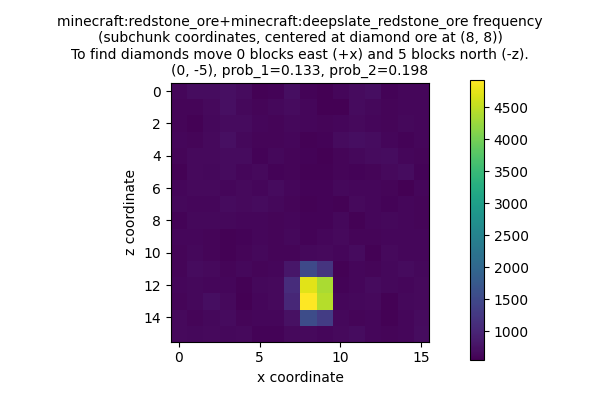 minecraft:redstone_ore+minecraft:deepslate_redstone_ore frequency
(subchunk coordinates, centered at diamond ore at (8, 8))
To find diamonds move 0 blocks east (+x) and 5 blocks north (-z).
(0, -5), prob_1=0.133, prob_2=0.198
0
2
4
6
8
10
12
14
z coordinate
0 5 10 15
x coordinate
4500
4000
3500
3000
2500
2000
1500
1000